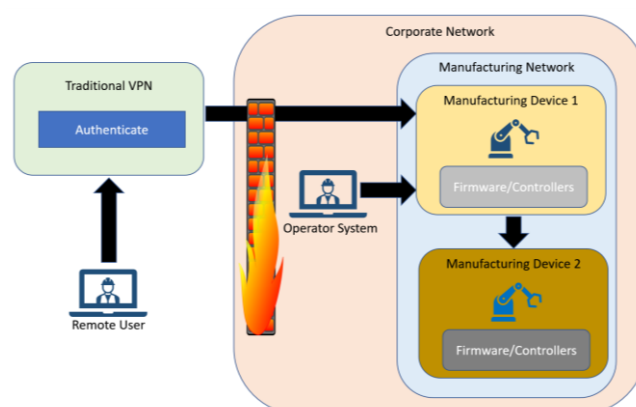 Corporate Network
Manufacturing Network
Traditional VPN
Authenticate
Manufacturing Device 1
Firmware/Controllers
Operator System
Manufacturing Device 2
Remote User
Firmware/Controllers